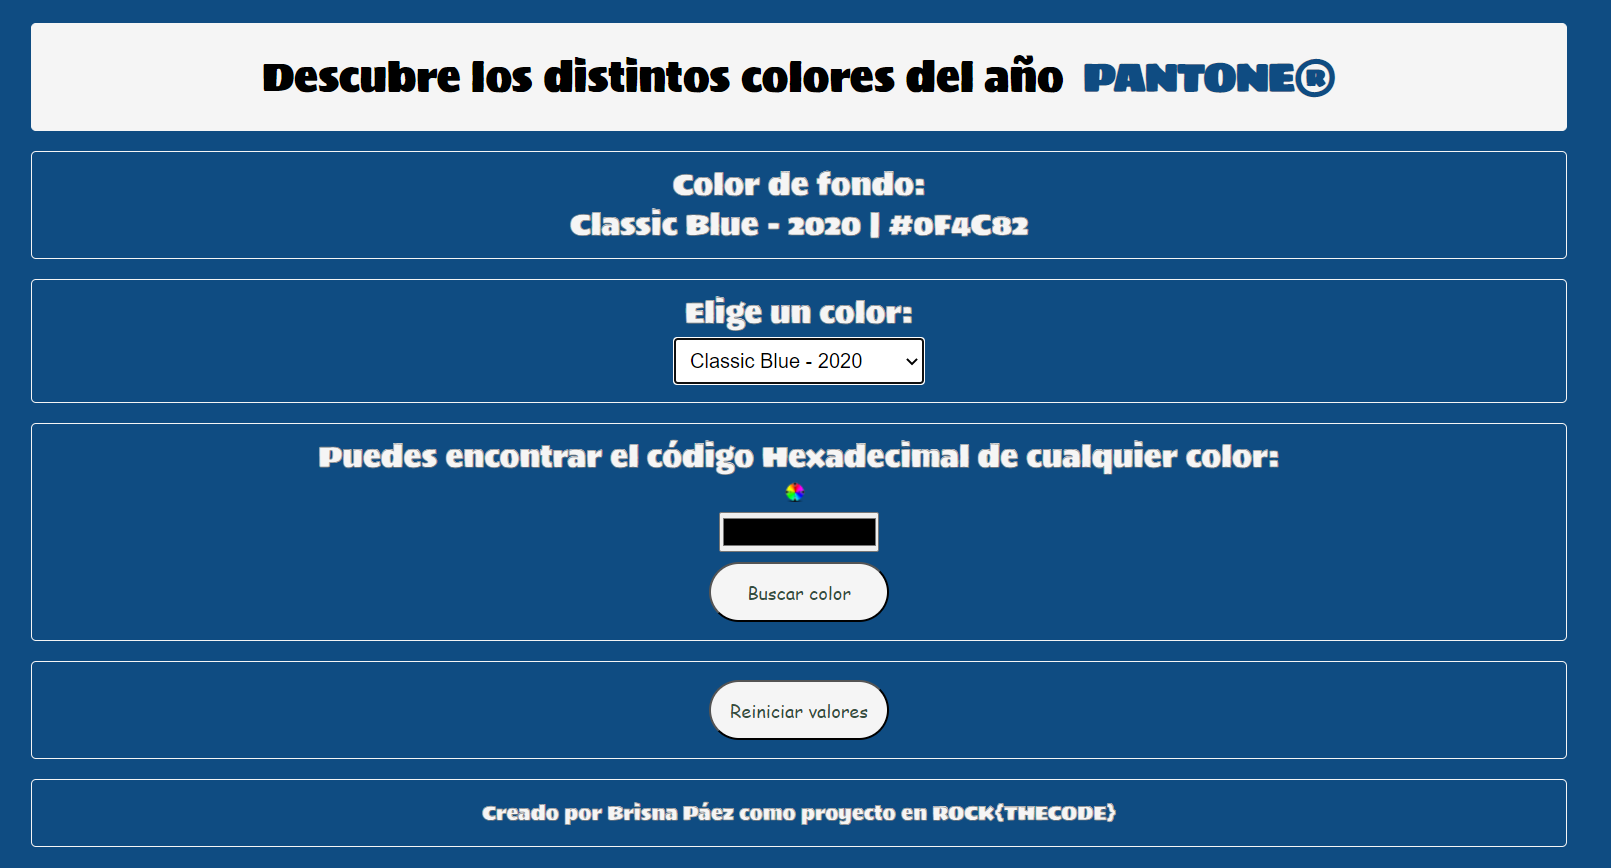 Descubre los distintos colores del año PANTONE®
Color de fondo:
Classic Blue - 2020 | #0F4C82
Elige un color:
Classic Blue - 2020
Puedes encontrar el código Hexadecimal de cualquier color:
Buscar color
Reiniciar valores
Creado por Brisna Páez como proyecto en ROCK{THECODE}